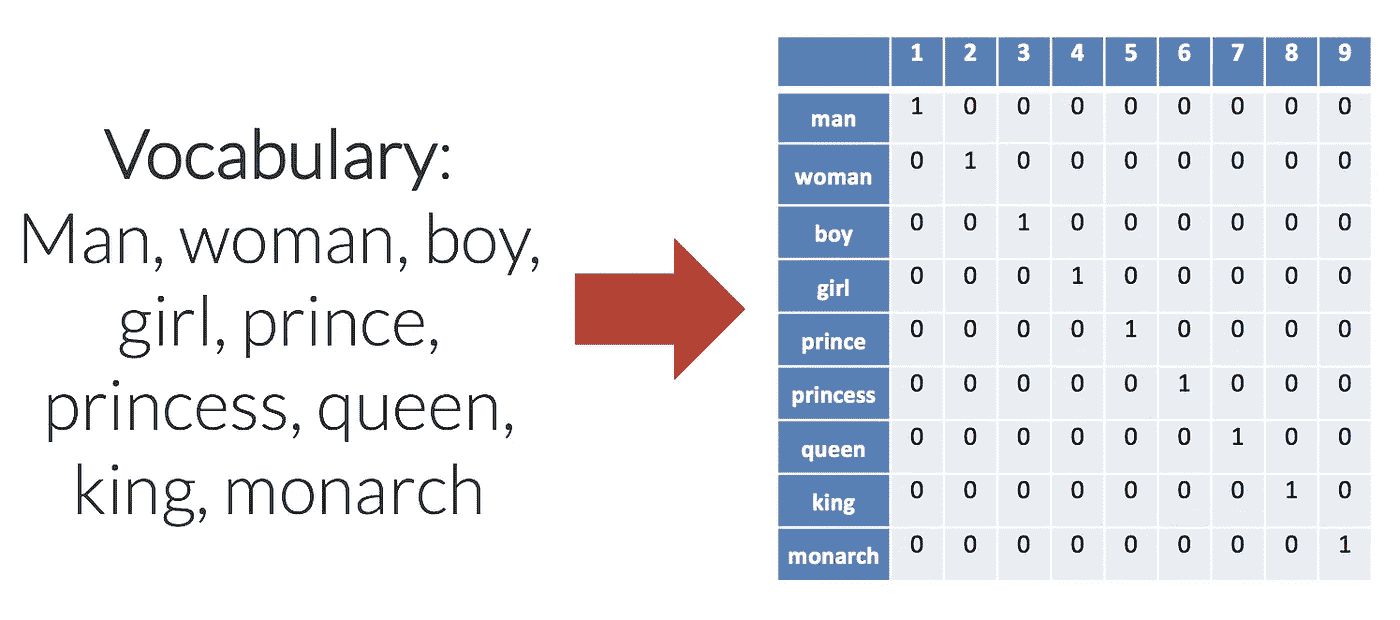 Vocabulary:
Man, woman, boy,
girl, prince,
princess, queen,
king, monarch
1 2 3 4 5 6 7 8 9
man 1 0 0 0 0 0 0 0 0
woman 0 1 0 0 0 0 0 0 0
boy 0 0 1 0 0 0 0 0 0
girl 0 0 0 1 0 0 0 0 0
prince 0 0 0 0 1 0 0 0 0
princess 0 0 0 0 0 1 0 0 0
queen 0 0 0 0 0 0 1 0 0
king 0 0 0 0 0 0 0 1 0
monarch 0 0 0 0 0 0 0 0 1